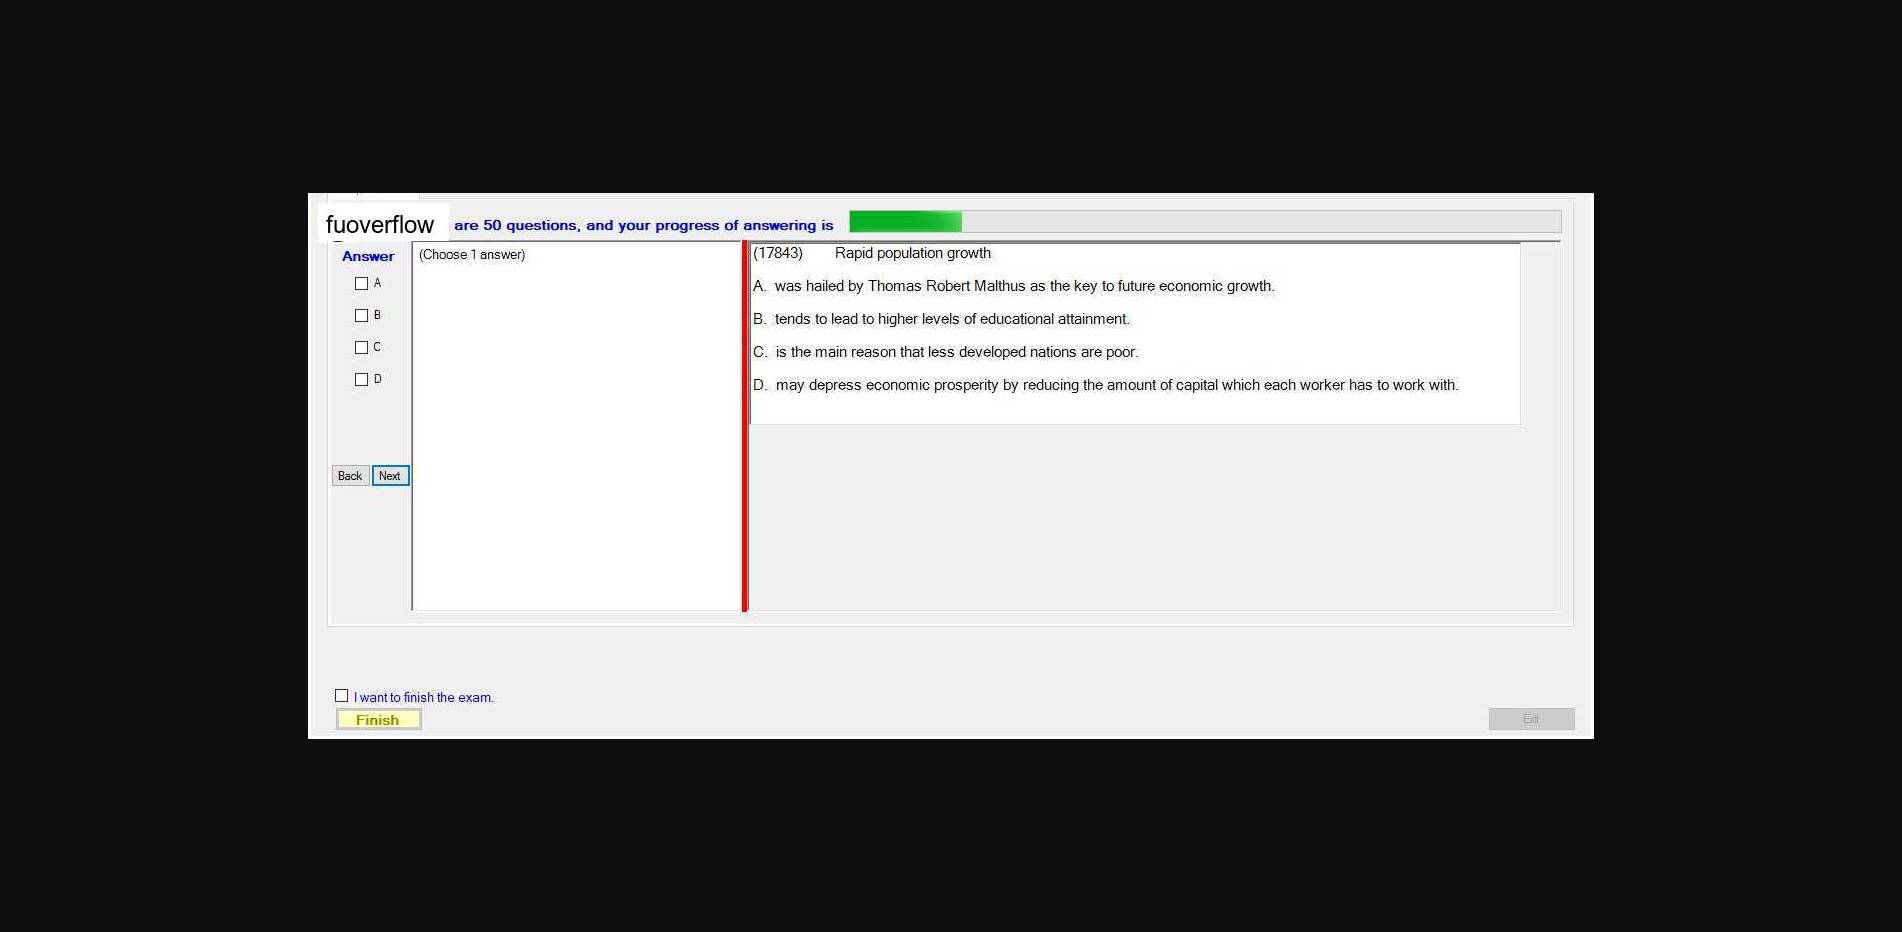 fuoverflow are 50 questions, and your progress of answering is
Answer
A
B
C
D
Back Next
(Choose 1 answer)
(17843) Rapid population growth
A. was hailed by Thomas Robert Malthus as the key to future economic growth.
B. tends to lead to higher levels of educational attainment.
C. is the main reason that less developed nations are poor.
D. may depress economic prosperity by reducing the amount of capital which each worker has to work with.
I want to finish the exam.
Finish
Exit